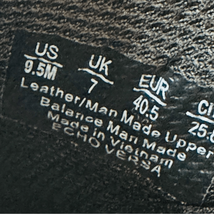 US UK EUR
9.5M 7 40.5 25.
Leather/Man Made Upper
Balance Man Made
Made in Vietnam
ECHO VERSA